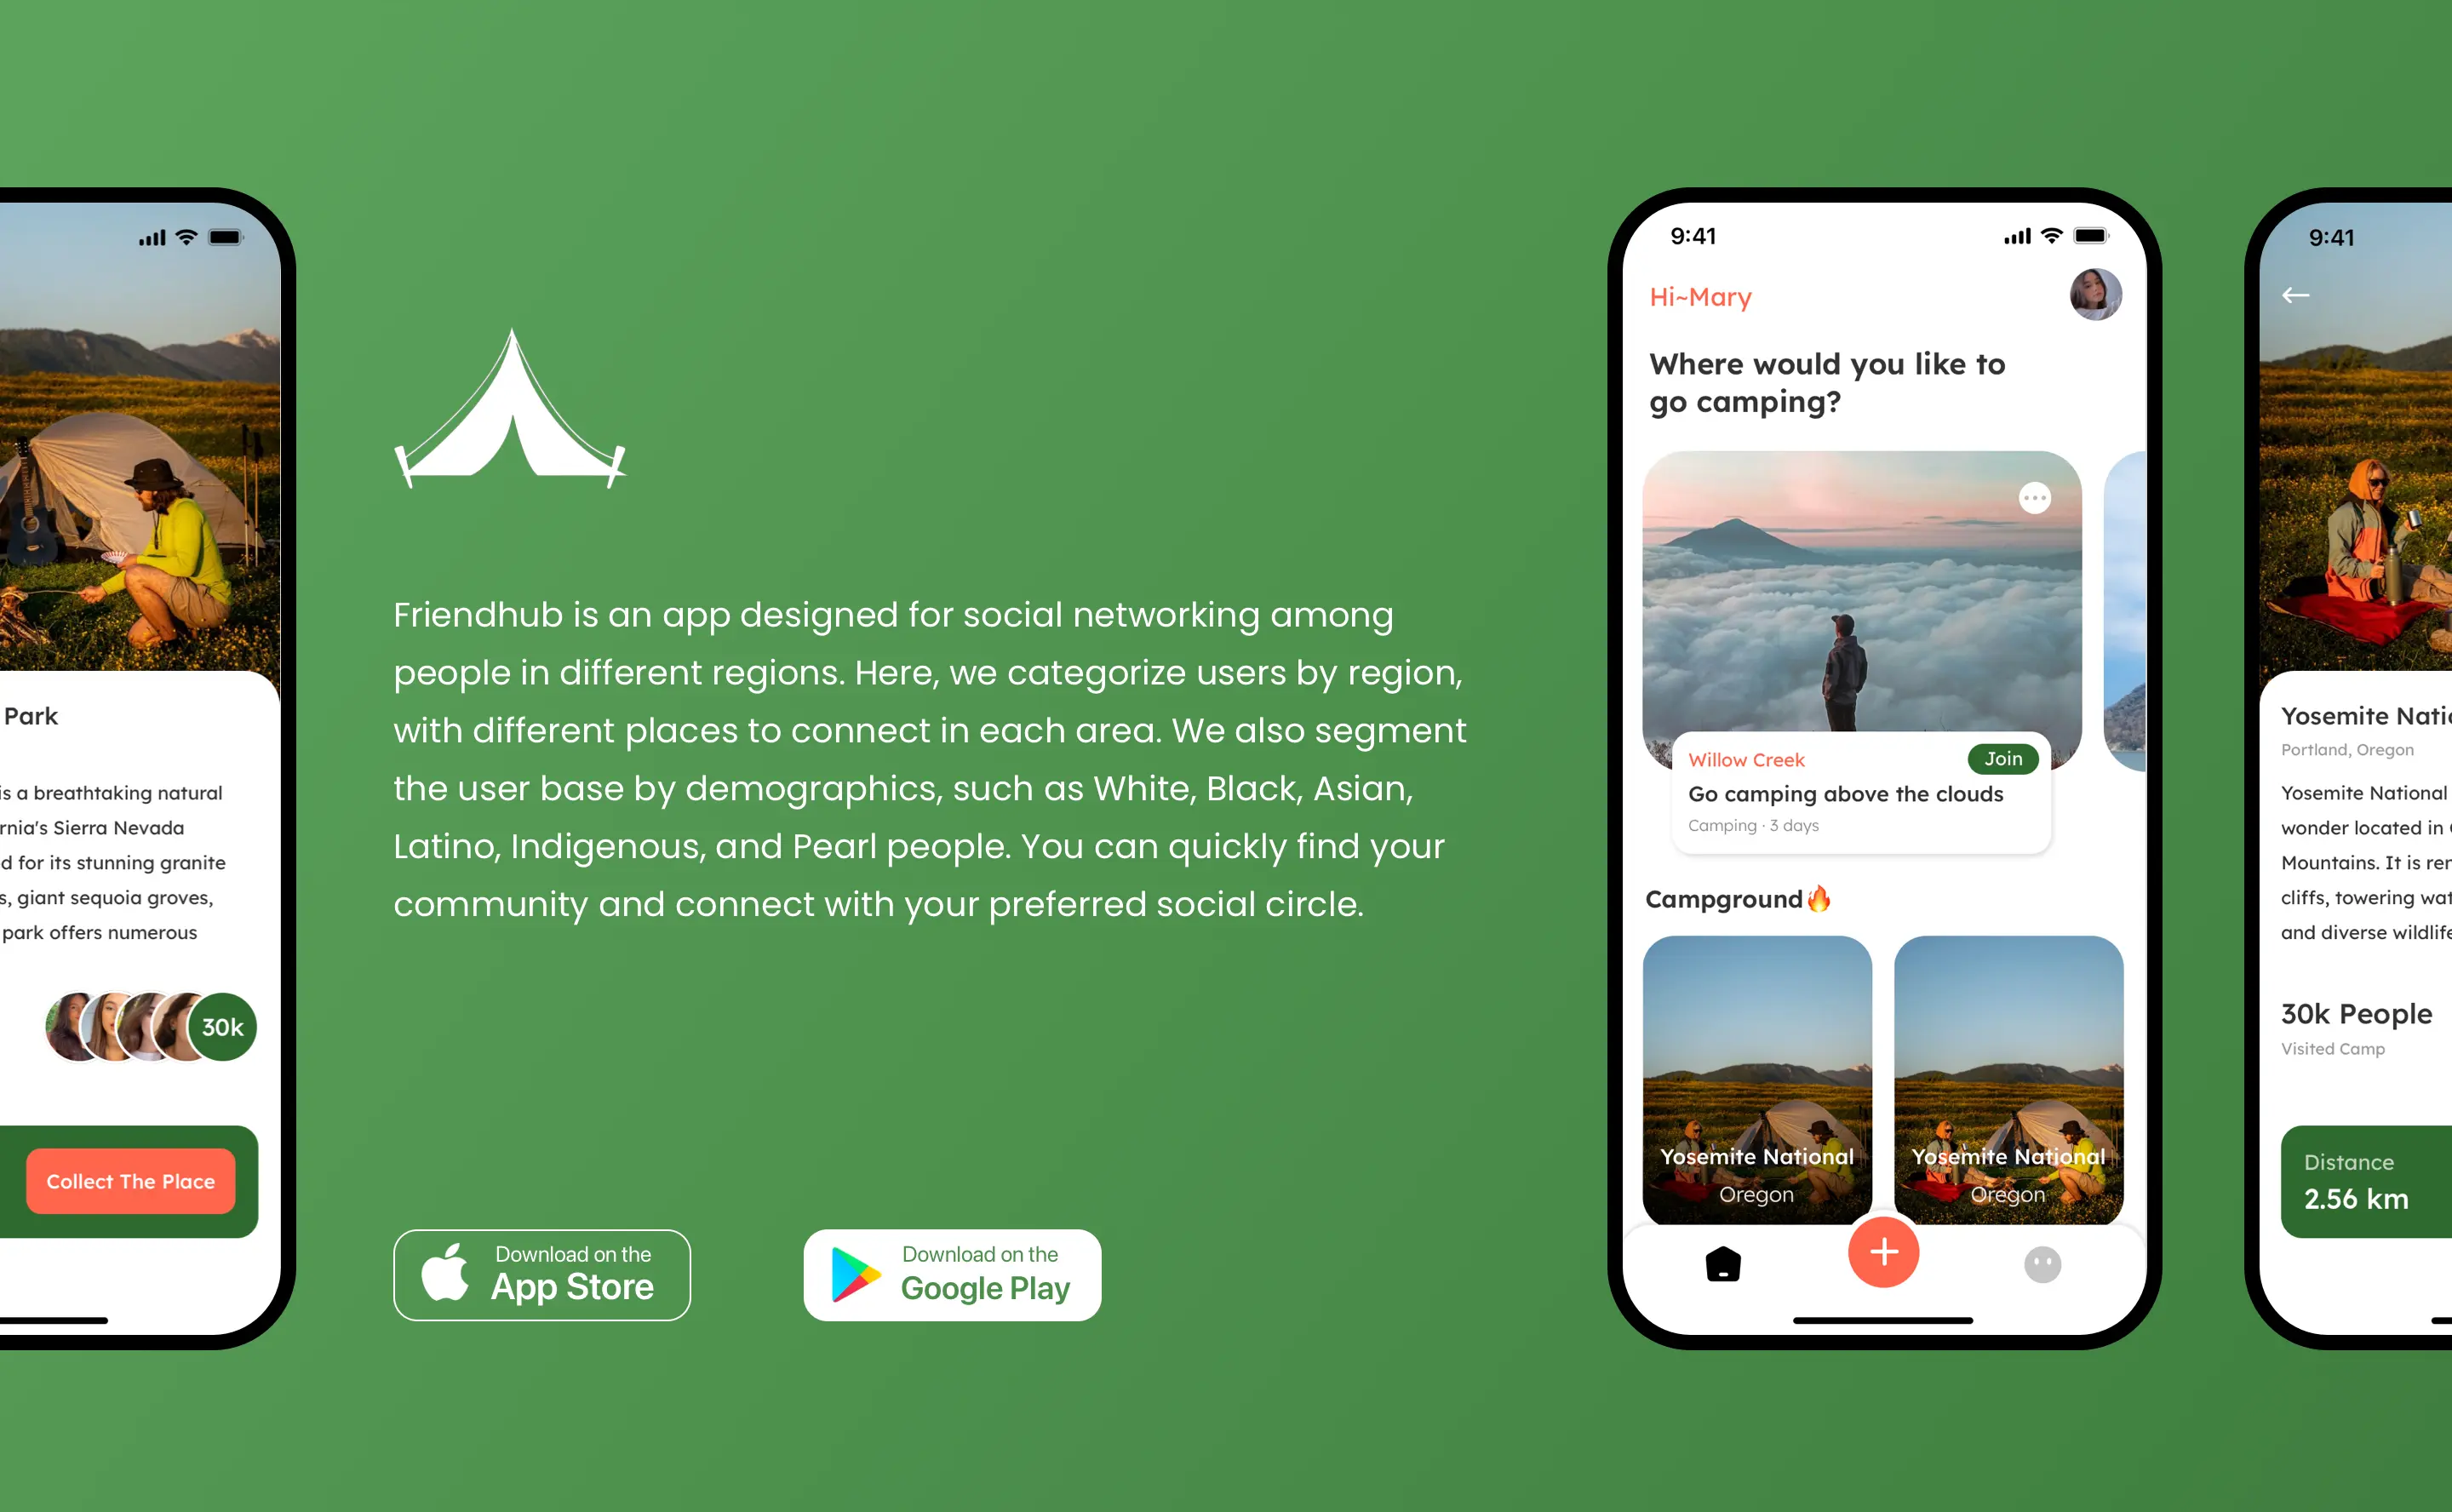 Park
is a breathtaking natural
rnia's Sierra Nevada
d for its stunning granite
s, giant sequoia groves,
park offers numerous
30k
Collect The Place
Friendhub is an app designed for social networking among
people in different regions. Here, we categorize users by region,
with different places to connect in each area. We also segment
the user base by demographics, such as White, Black, Asian,
Latino, Indigenous, and Pearl people. You can quickly find your
community and connect with your preferred social circle.
Download on the
App Store
Download on the
Google Play
9:41
Hi~Mary
Where would you like to
go camping?
Willow Creek
Join
Go camping above the clouds
Camping · 3 days
Campground🔥
Yosemite National
Oregon
Yosemite National
Oregon
9:41
Yosemite Natio
Portland, Oregon
Yosemite National
wonder located in
Mountains. It is rer
cliffs, towering wat
and diverse wildlife
30k People
Visited Camp
Distance
2.56 km